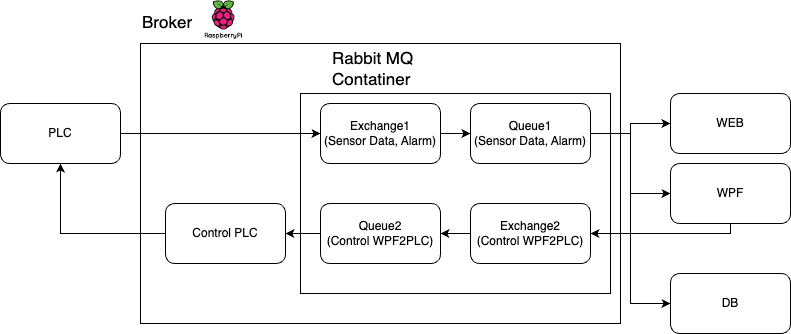 Broker
RaspberryPi
Rabbit MQ
Contatiner
PLC
Exchange1
(Sensor Data, Alarm)
Queue1
(Sensor Data, Alarm)
WEB
WPF
Control PLC
Queue2
(Control WPF2PLC)
Exchange2
(Control WPF2PLC)
DB